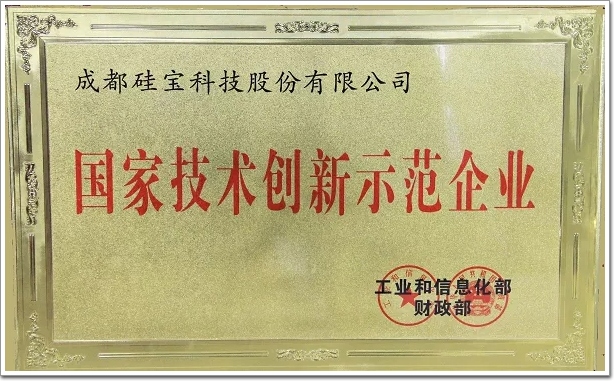 成都硅宝科技股份有限公司
国家技术创新示范企业
工业和信息化部
财政部